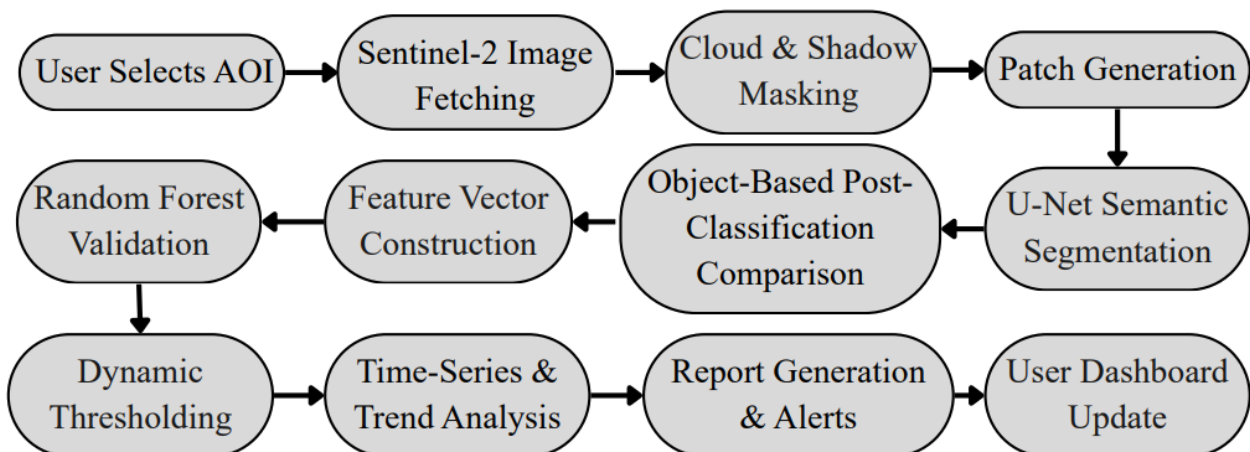 User Selects AOI
Sentinel-2 Image
Fetching
Cloud & Shadow
Masking
Patch Generation
Random Forest
Validation
Feature Vector
Construction
Object-Based Post-
Classification
Comparison
U-Net Semantic
Segmentation
Dynamic
Thresholding
Time-Series &
Trend Analysis
Report Generation
& Alerts
User Dashboard
Update